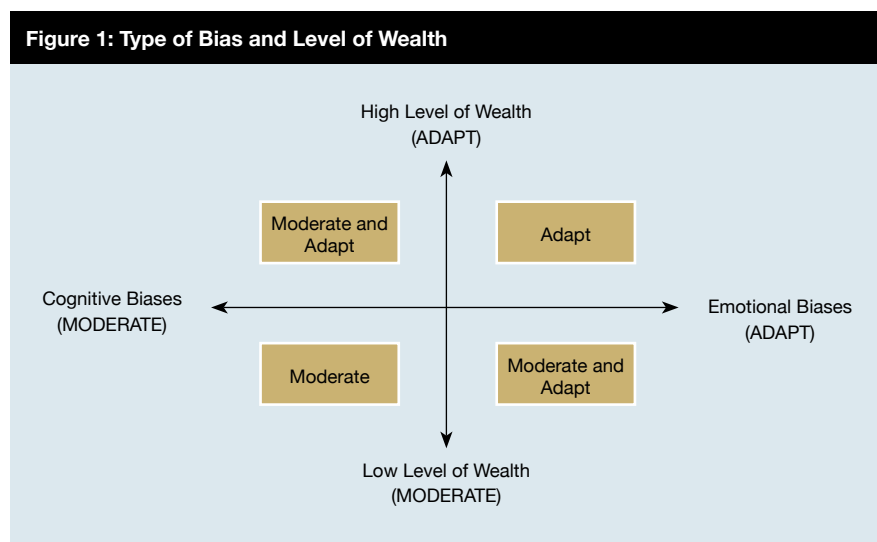 Figure 1: Type of Bias and Level of Wealth
High Level of Wealth
(ADAPT)
Moderate and
Adapt
Adapt
Cognitive Biases
(MODERATE)
Emotional Biases
(ADAPT)
Moderate
Moderate and
Adapt
Low Level of Wealth
(MODERATE)